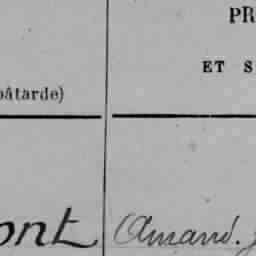 PR
ET S
bâtarde)
ont Amand.